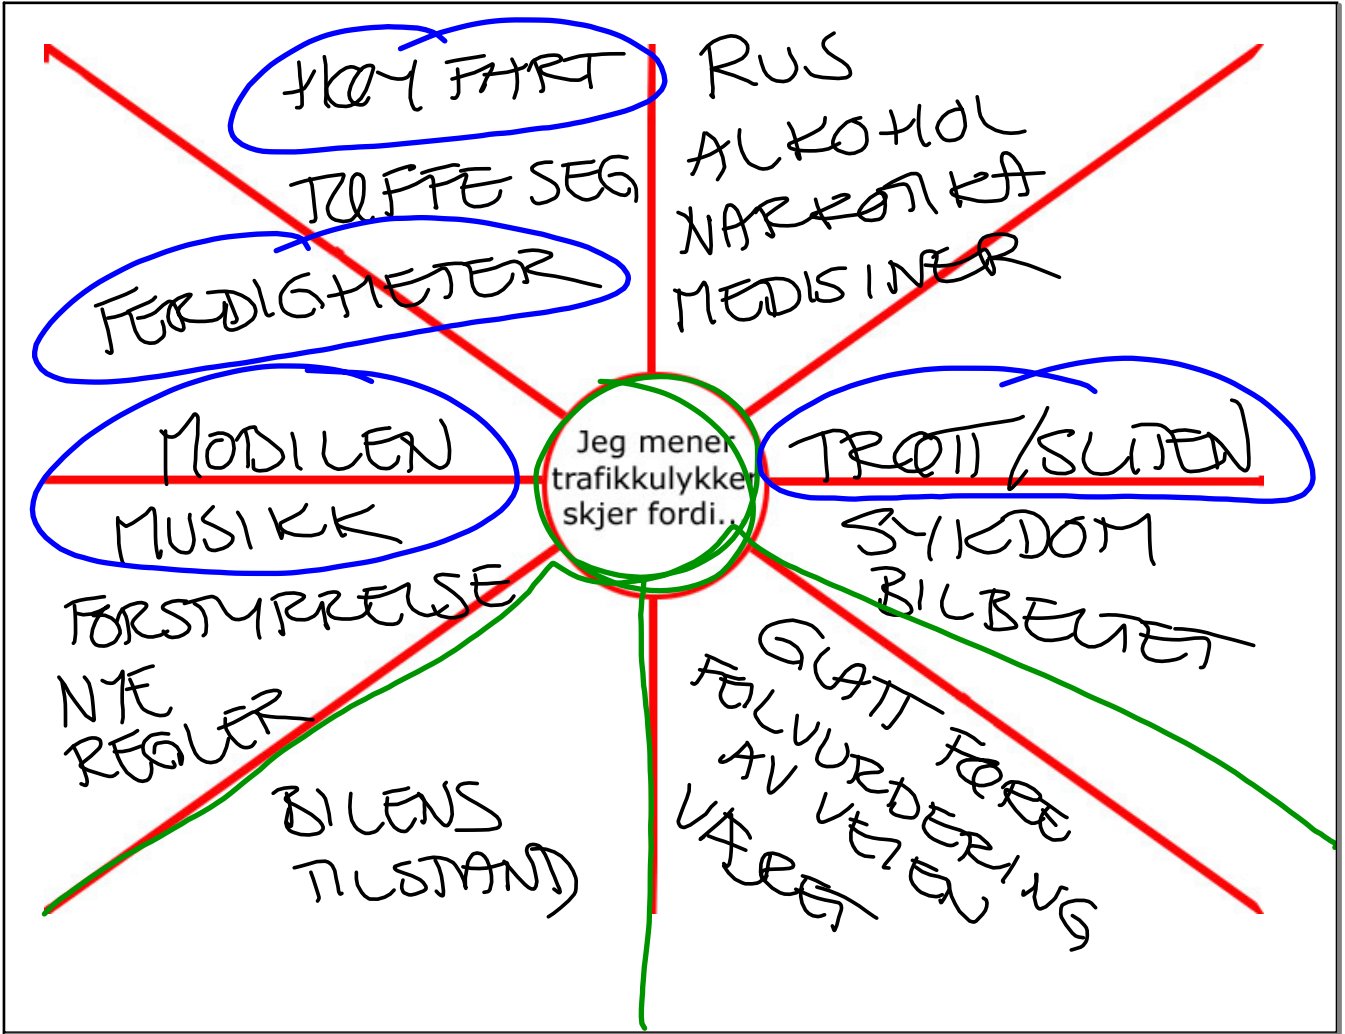 HØY FART
TØFFE SEG
FERDIGHETER
RUS
ALKOHOL
NARKOTIKA
MEDISINER
MOBILEN
MUSIKK
FORSTYRRELSE
NYE
REGLER
Jeg mener
trafikkulykker
skjer fordi..
TRØTT/SLITEN
SYKDOM
BILBELTET
BILENS
TILSTAND
GLATT FØRE
FEILVURDERING
AV VEIEN
VÆRET